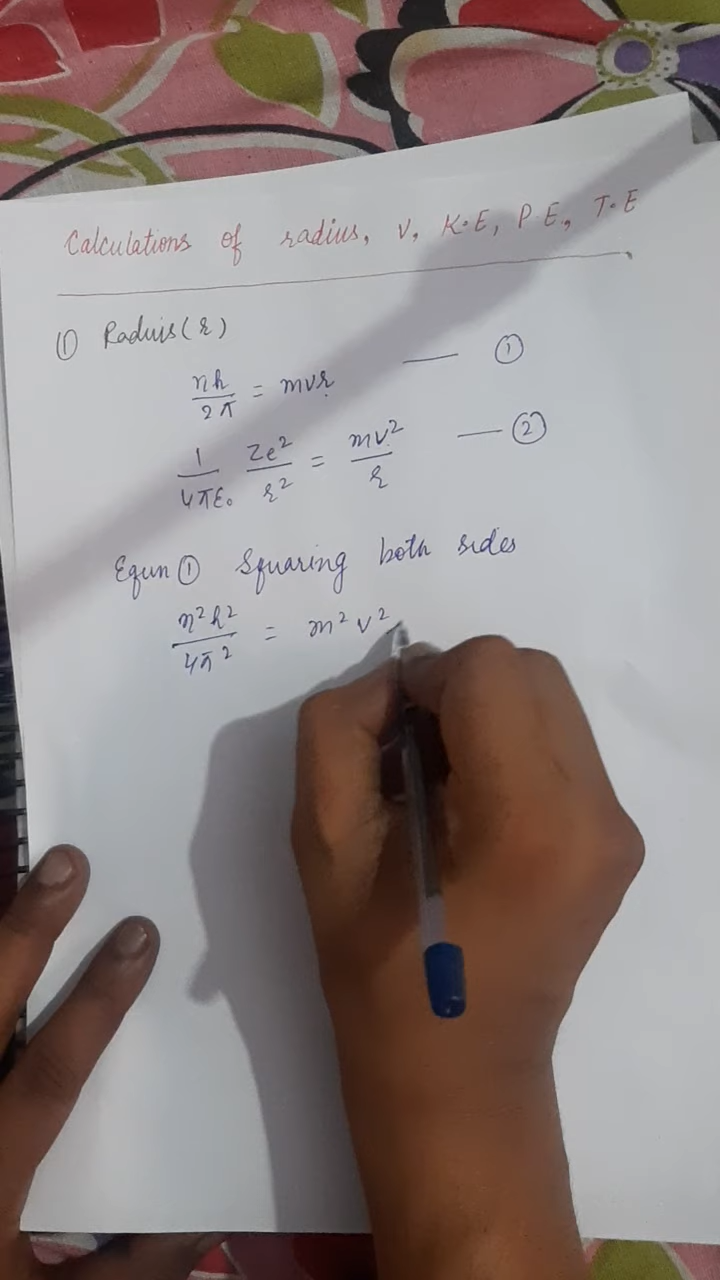 Calculations of radius, v, K.E, P.E., T.E
① Raduis(r)
nh/2π = mvr — ①
1/4πε₀ Ze²/r² = mv²/r — ②
Equn ① Squaring both sides
n²h²/4π² = m²v²